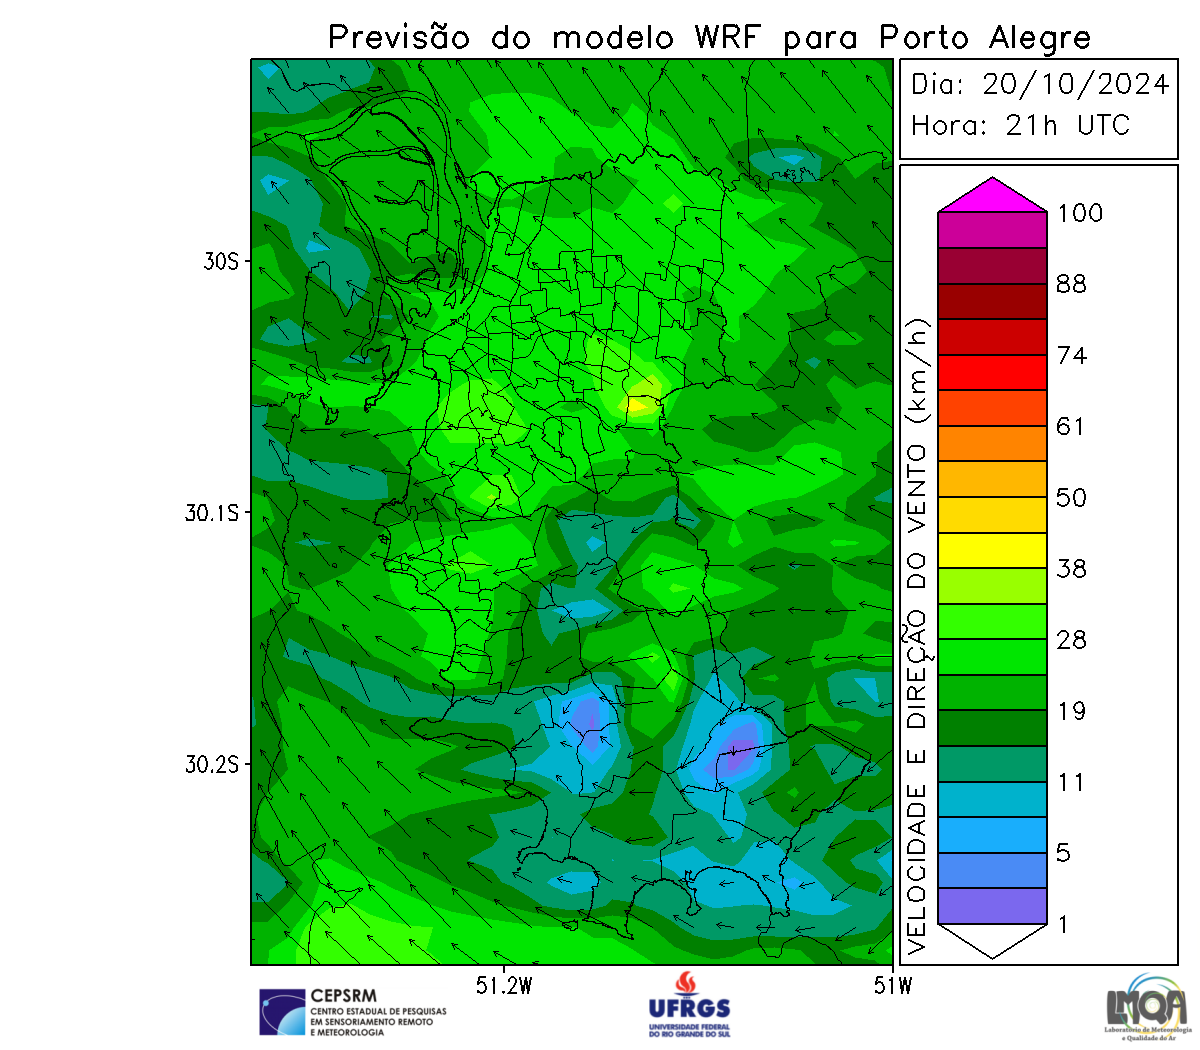 Previsão do modelo WRF para Porto Alegre
Dia: 20/10/2024
Hora: 21h UTC
30S
30.1S
30.2S
51.2W
51W
VELOCIDADE E DIREÇÃO DO VENTO (km/h)
100
88
74
61
50
38
28
19
11
5
1
CEPSRM
CENTRO ESTADUAL DE PESQUISAS
EM SENSORIAMENTO REMOTO
E METEOROLOGIA
UFRGS
UNIVERSIDADE FEDERAL
DO RIO GRANDE DO SUL
LMQA
Laboratório de Meteorologia
e Qualidade do Ar